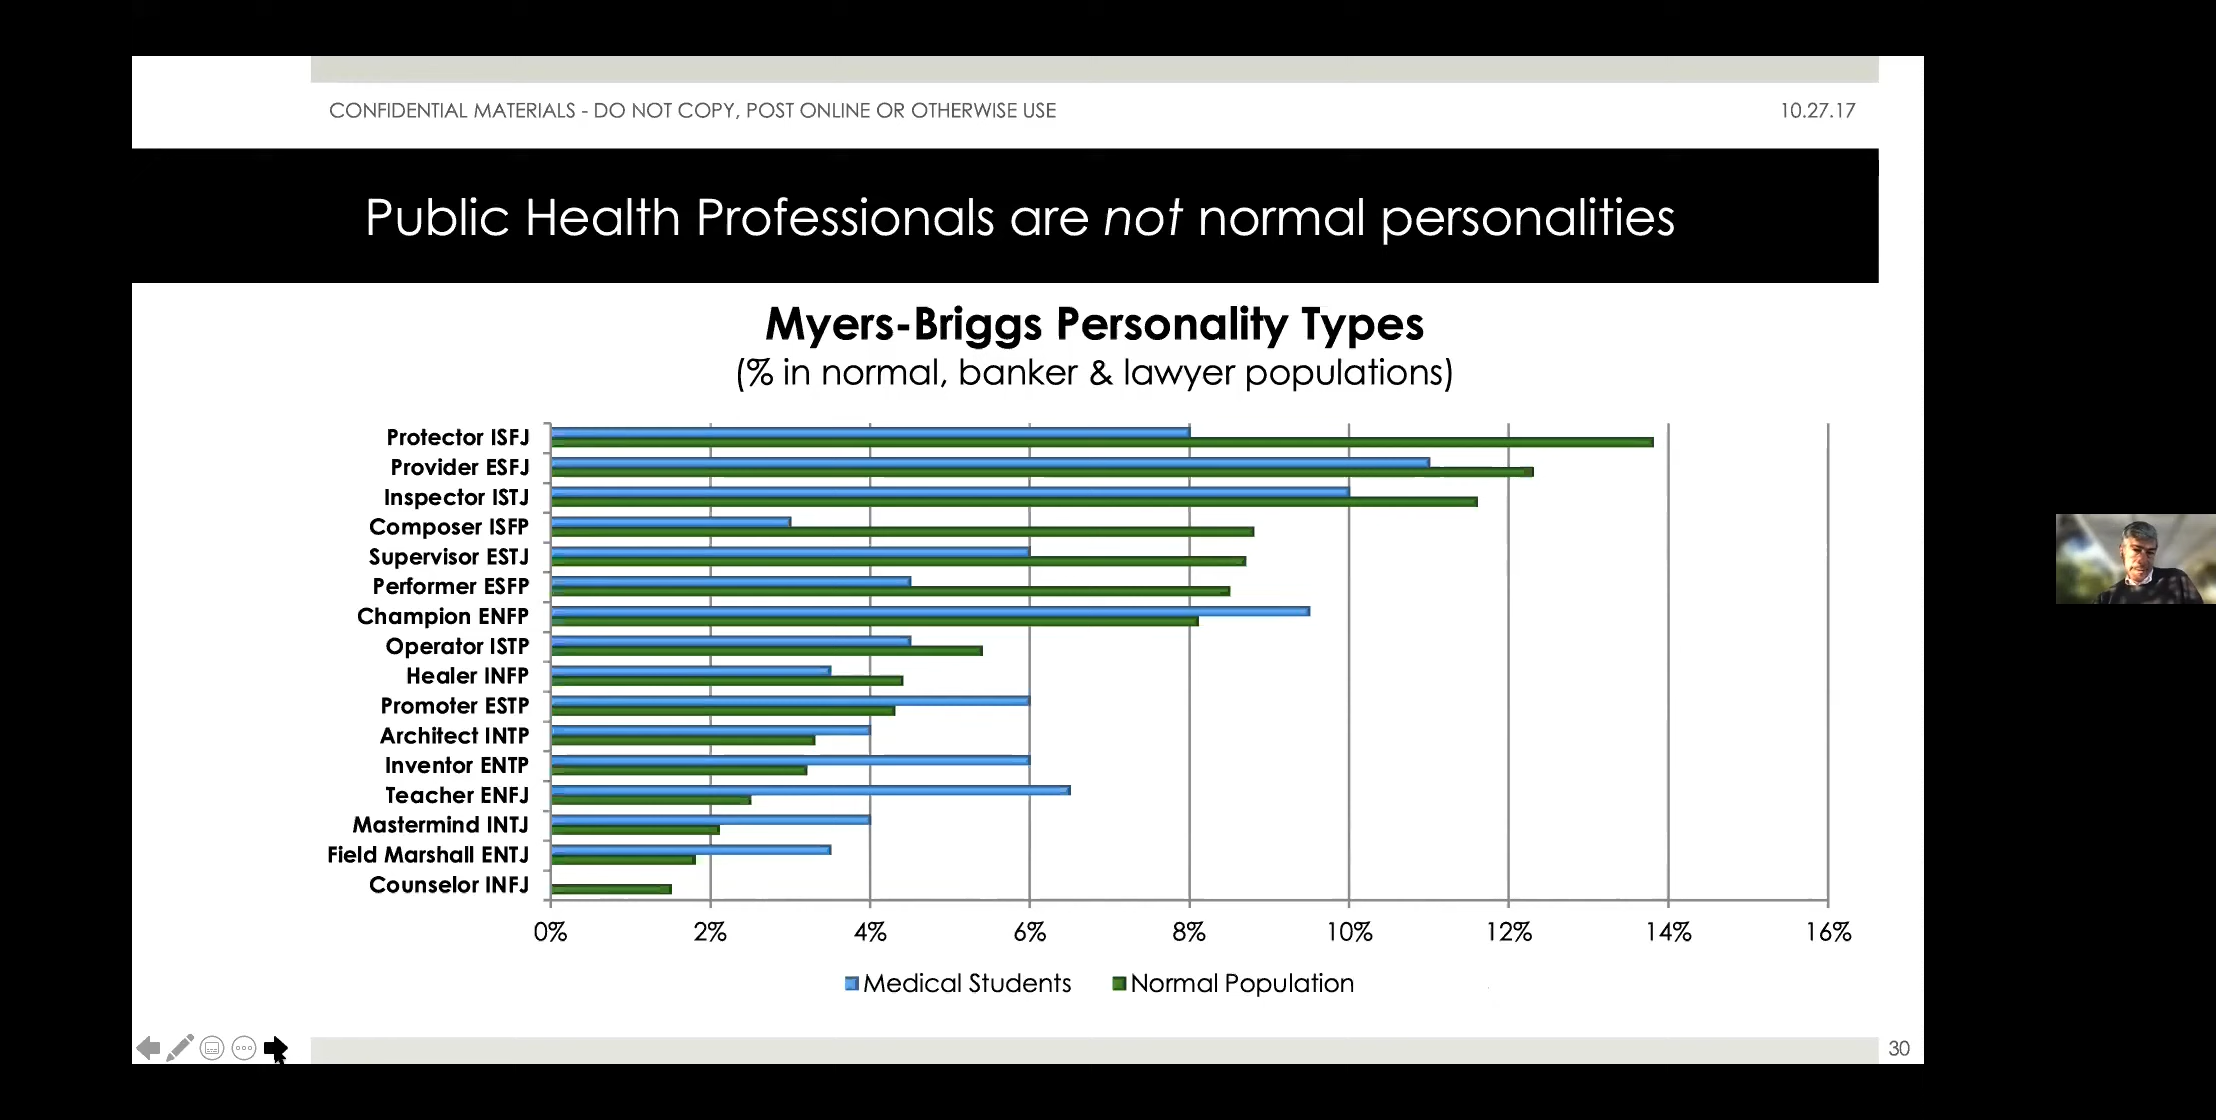 CONFIDENTIAL MATERIALS - DO NOT COPY, POST ONLINE OR OTHERWISE USE
10.27.17
Public Health Professionals are not normal personalities
Myers-Briggs Personality Types
(% in normal, banker & lawyer populations)
Protector ISFJ
Provider ESFJ
Inspector ISTJ
Composer ISFP
Supervisor ESTJ
Performer ESFP
Champion ENFP
Operator ISTP
Healer INFP
Promoter ESTP
Architect INTP
Inventor ENTP
Teacher ENFJ
Mastermind INTJ
Field Marshall ENTJ
Counselor INFJ
0% 2% 4% 6% 8% 10% 12% 14% 16%
Medical Students Normal Population
30